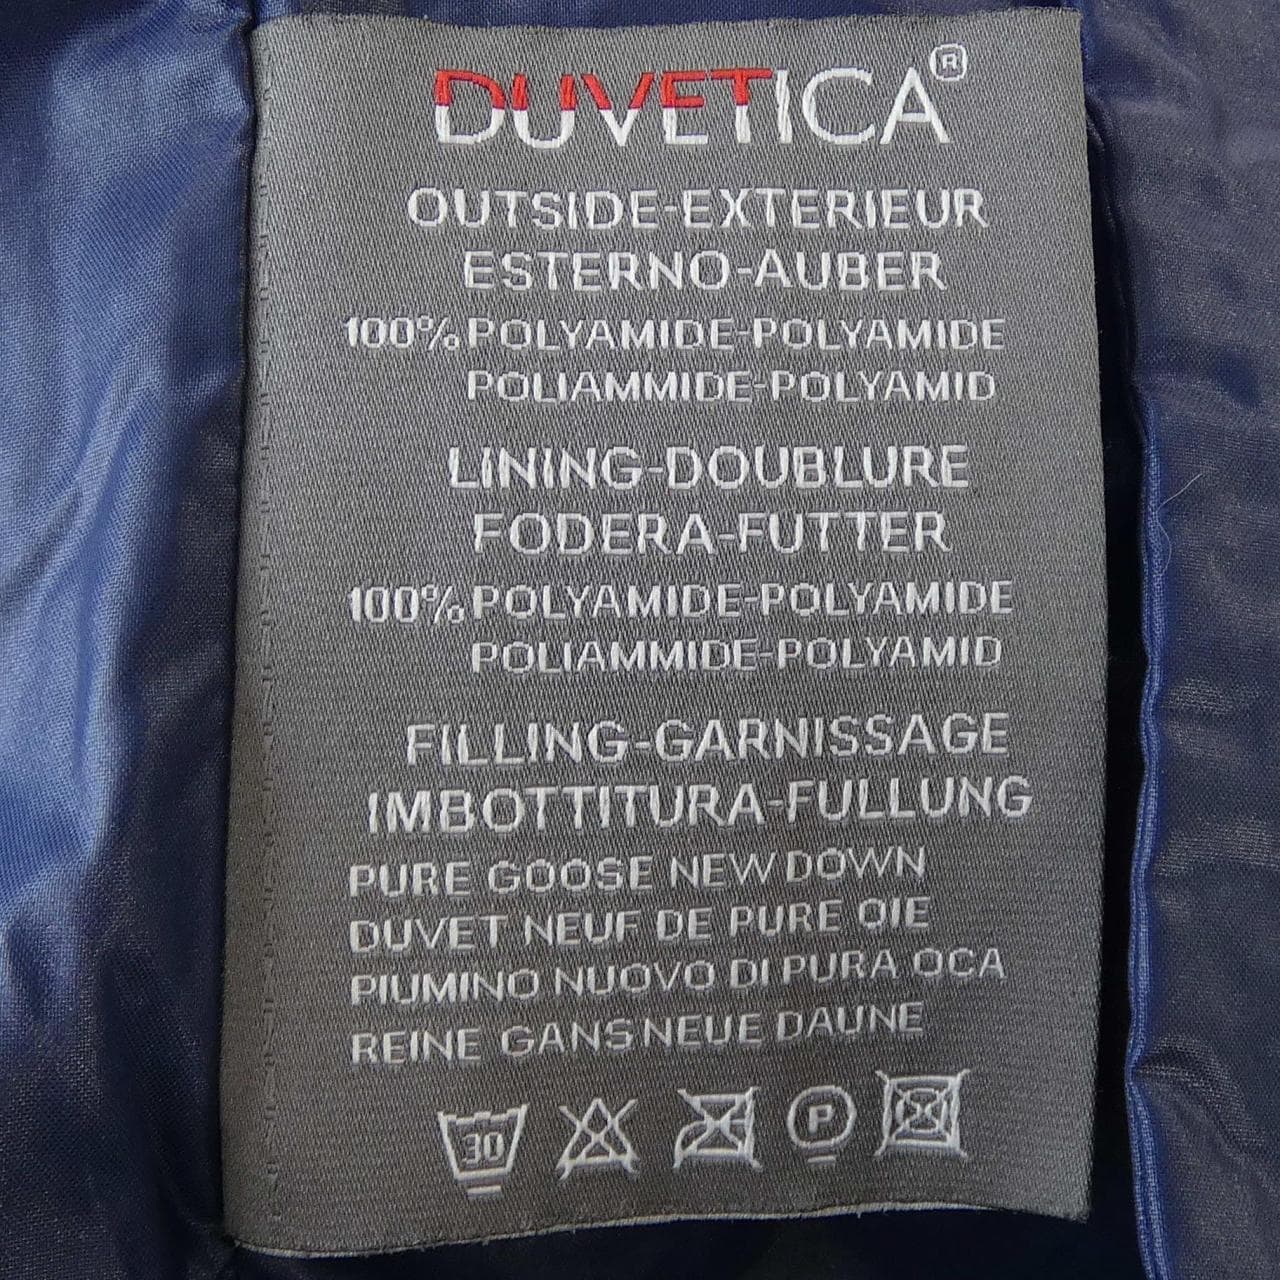 DUVETICA®
OUTSIDE-EXTERIEUR
ESTERNO-AUBER
100% POLYAMIDE-POLYAMIDE
POLIAMMIDE-POLYAMID
LINING-DOUBLURE
FODERA-FUTTER
100% POLYAMIDE-POLYAMIDE
POLIAMMIDE-POLYAMID
FILLING-GARNISSAGE
IMBOTTITURA-FULLUNG
PURE GOOSE NEW DOWN
DUVET NEUF DE PURE OIE
PIUMINO NUOVO DI PURA OCA
REINE GANS NEUE DAUNE
30 P